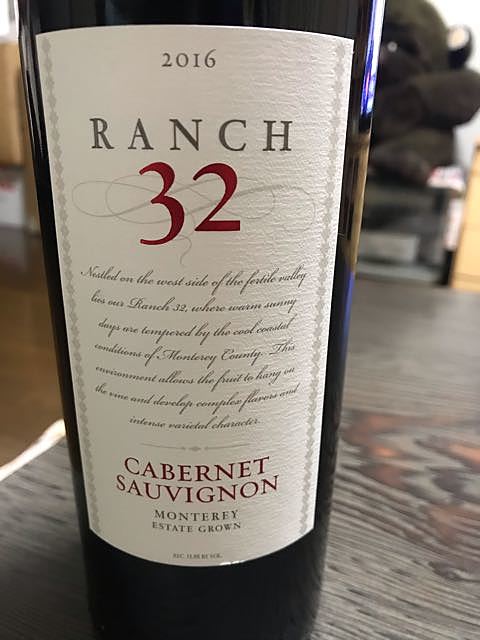 2016
RANCH
32
Nestled on the west side of the fertile valley
lies our Ranch 32, where warm sunny
days are tempered by the cool coastal
conditions of Monterey County. This
environment allows the fruit to hang on
the vine and develop complex flavors and
intense varietal character.
CABERNET
SAUVIGNON
MONTEREY
ESTATE GROWN
BY VOL.